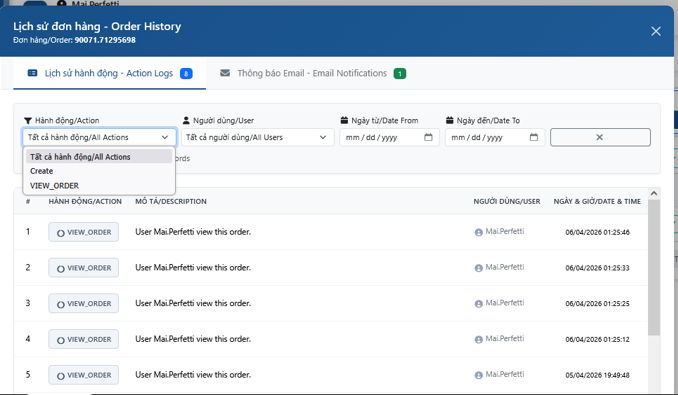 Mai.Perfetti
Lịch sử đơn hàng - Order History
Đơn hàng/Order: 90071.71295698
Lịch sử hành động - Action Logs 8
Thông báo Email - Email Notifications 1
Hành động/Action
Người dùng/User
Ngày từ/Date From
Ngày đến/Date To
Tất cả hành động/All Actions
Tất cả người dùng/All Users
mm / dd / yyyy
mm / dd / yyyy
Tất cả hành động/All Actions
Create
VIEW_ORDER
# HÀNH ĐỘNG/ACTION MÔ TẢ/DESCRIPTION NGƯỜI DÙNG/USER NGÀY & GIỜ/DATE & TIME
1 VIEW_ORDER User Mai.Perfetti view this order. Mai.Perfetti 06/04/2026 01:25:46
2 VIEW_ORDER User Mai.Perfetti view this order. Mai.Perfetti 06/04/2026 01:25:33
3 VIEW_ORDER User Mai.Perfetti view this order. Mai.Perfetti 06/04/2026 01:25:25
4 VIEW_ORDER User Mai.Perfetti view this order. Mai.Perfetti 06/04/2026 01:25:12
5 VIEW_ORDER User Mai.Perfetti view this order. Mai.Perfetti 05/04/2026 19:49:48